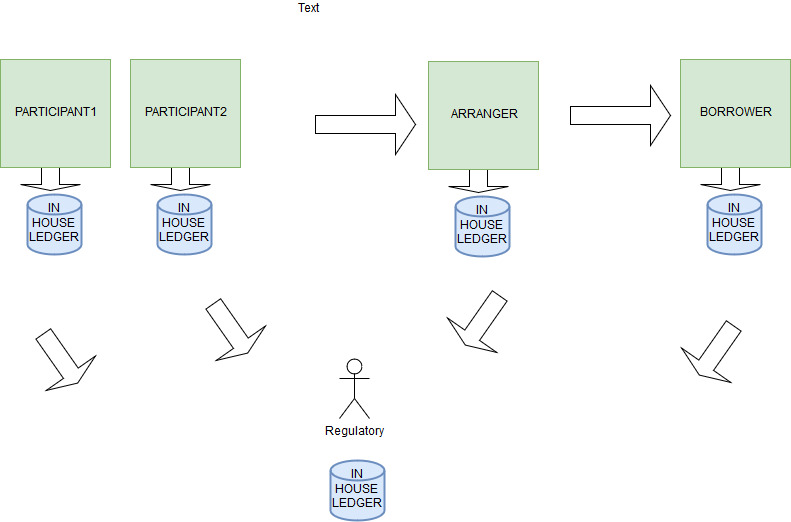 Text
PARTICIPANT1
PARTICIPANT2
ARRANGER
BORROWER
IN
HOUSE
LEDGER
IN
HOUSE
LEDGER
IN
HOUSE
LEDGER
IN
HOUSE
LEDGER
Regulatory
IN
HOUSE
LEDGER